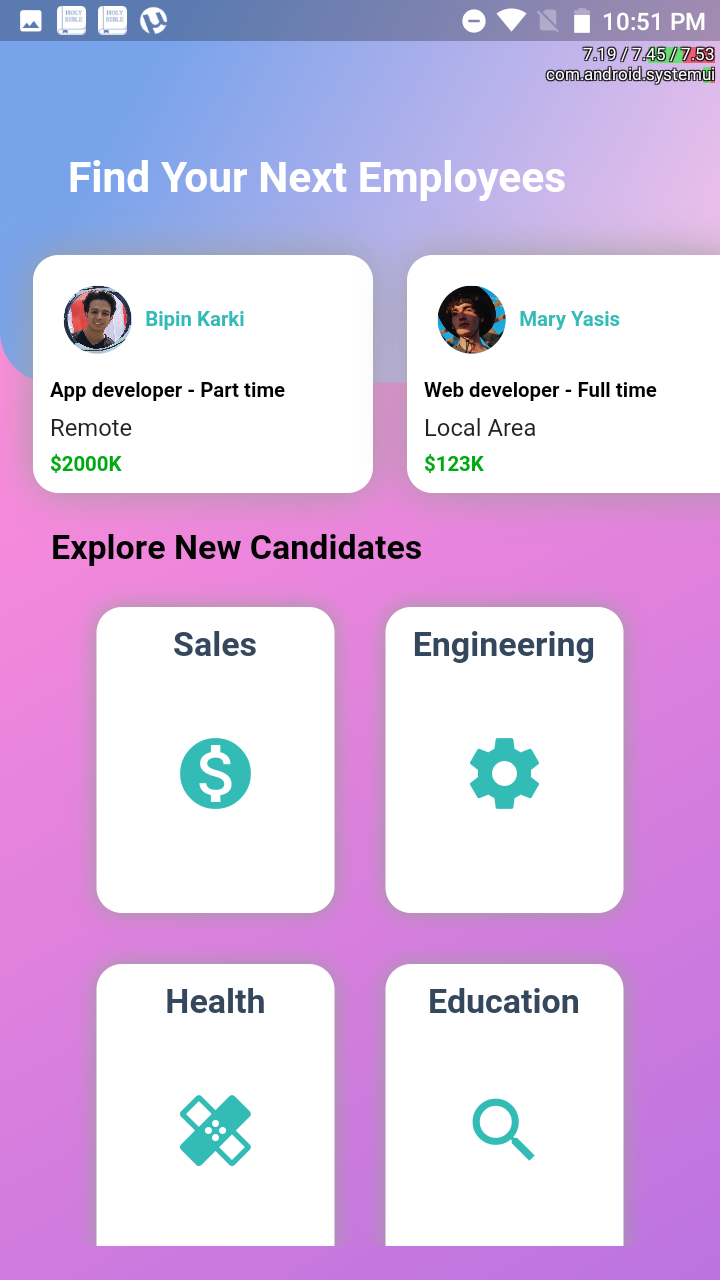 HOLY BIBLE
HOLY BIBLE
10:51 PM
7.19 / 7.45 / 7.53
com.android.systemui
Find Your Next Employees
Bipin Karki
App developer - Part time
Remote
$2000K
Mary Yasis
Web developer - Full time
Local Area
$123K
Explore New Candidates
Sales
Engineering
Health
Education